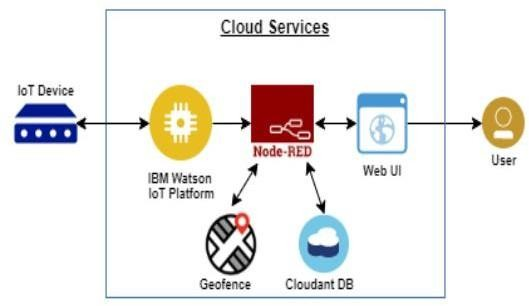 Cloud Services
IoT Device
Node-RED
IBM Watson
IoT Platform
Web UI
User
Geofence
Cloudant DB